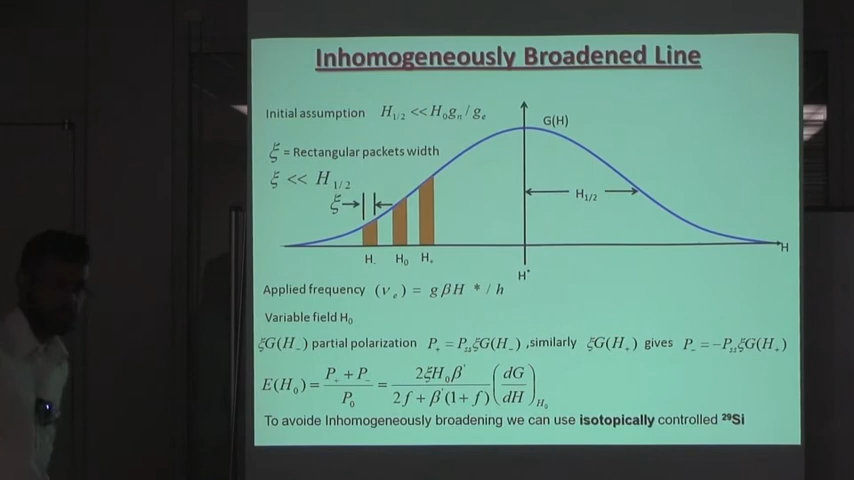 Inhomogeneously Broadened Line
Initial assumption H₁/₂ << H₀gₙ / gₑ
G(H)
ξ = Rectangular packets width
ξ << H₁/₂
ξ
H₁/₂
H
H₋ H₀ H₊
H*
Applied frequency (νₑ) = gβH * / h
Variable field H₀
ξG(H₋) partial polarization P₊ = PₛₛξG(H₋) ,similarly ξG(H₊) gives P₋ = −PₛₛξG(H₊)
E(H₀) = (P₊ + P₋) / P₀ = 2ξH₀β' / (2f + β'(1 + f)) (dG/dH)H₀
To avoide Inhomogeneously broadening we can use isotopically controlled ²⁹Si